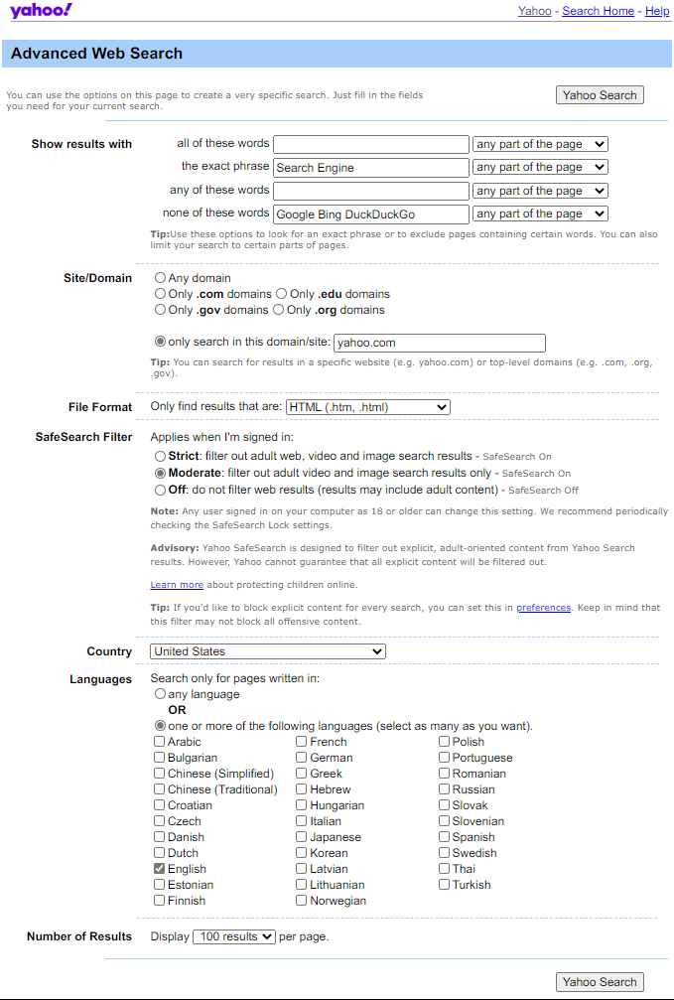 yahoo!
Yahoo - Search Home - Help
Advanced Web Search
You can use the options on this page to create a very specific search. Just fill in the fields
you need for your current search.
Yahoo Search
Show results with
all of these words any part of the page
the exact phrase Search Engine any part of the page
any of these words any part of the page
none of these words Google Bing DuckDuckGo any part of the page
Tip:Use these options to look for an exact phrase or to exclude pages containing certain words. You can also
limit your search to certain parts of pages.
Site/Domain
Any domain
Only .com domains Only .edu domains
Only .gov domains Only .org domains
only search in this domain/site: yahoo.com
Tip: You can search for results in a specific website (e.g. yahoo.com) or top-level domains (e.g. .com, .org,
.gov).
File Format
Only find results that are: HTML (.htm, .html)
SafeSearch Filter
Applies when I'm signed in:
Strict: filter out adult web, video and image search results - SafeSearch On
Moderate: filter out adult video and image search results only - SafeSearch On
Off: do not filter web results (results may include adult content) - SafeSearch Off
Note: Any user signed in on your computer as 18 or older can change this setting. We recommend periodically
checking the SafeSearch Lock settings.
Advisory: Yahoo SafeSearch is designed to filter out explicit, adult-oriented content from Yahoo Search
results. However, Yahoo cannot guarantee that all explicit content will be filtered out.
Learn more about protecting children online.
Tip: If you'd like to block explicit content for every search, you can set this in preferences. Keep in mind that
this filter may not block all offensive content.
Country
United States
Languages
Search only for pages written in:
any language
OR
one or more of the following languages (select as many as you want).
Arabic French Polish
Bulgarian German Portuguese
Chinese (Simplified) Greek Romanian
Chinese (Traditional) Hebrew Russian
Croatian Hungarian Slovak
Czech Italian Slovenian
Danish Japanese Spanish
Dutch Korean Swedish
English Latvian Thai
Estonian Lithuanian Turkish
Finnish Norwegian
Number of Results
Display 100 results per page.
Yahoo Search